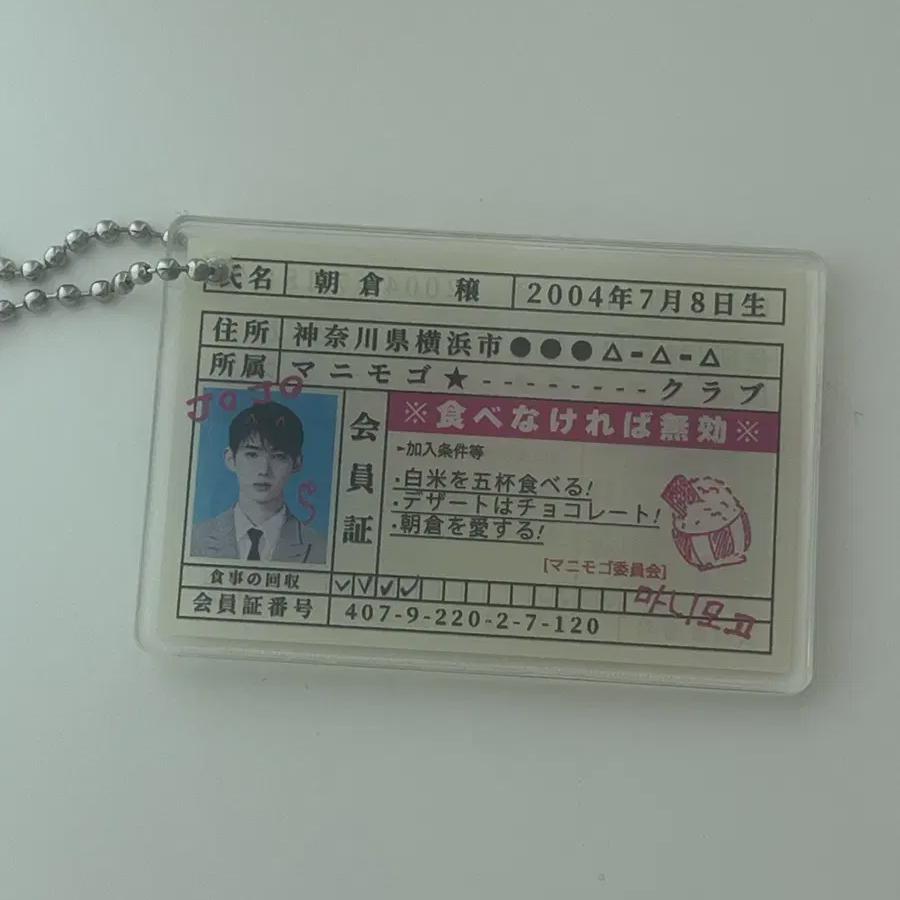 氏名 朝倉 穣 2004年7月8日生
住所 神奈川県横浜市●●●△-△-△
所属 マニモゴ★--------クラブ
JOJO
会員証
※食べなければ無効※
加入条件等
・白米を五杯食べる!
・デザートはチョコレート!
・朝倉を愛する!
[マニモゴ委員会]
食事の回収
마니모고
会員証番号 407-9-220-2-7-120